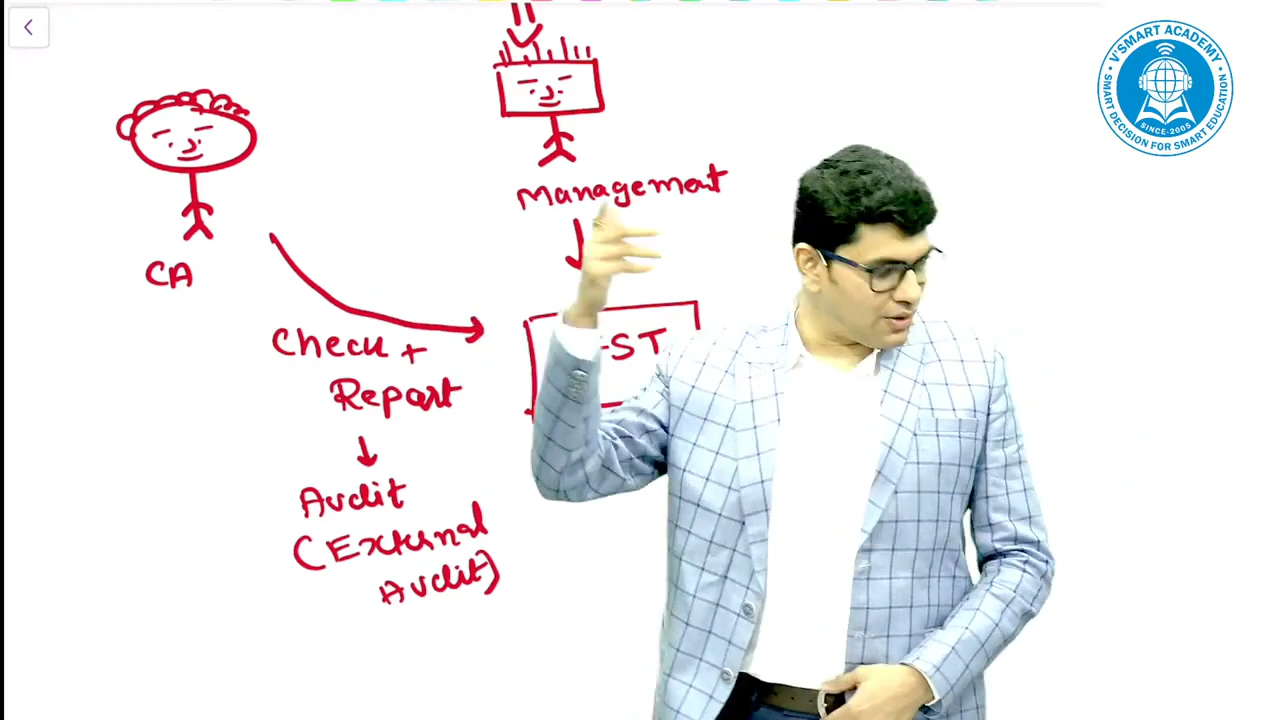 V'SMART ACADEMY
SINCE-2005
SMART DECISION FOR SMART EDUCATION
Management
CA
Check +
Report
Audit
(External
Audit)